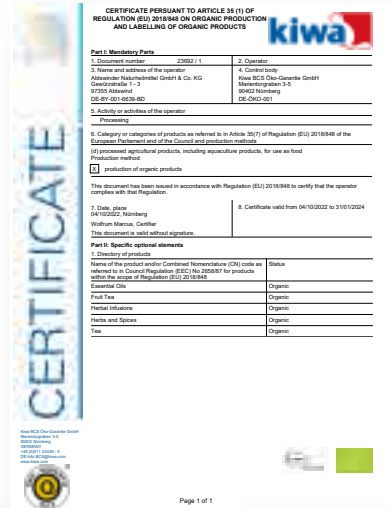 CERTIFICATE PERSUANT TO ARTICLE 35 (1) OF
REGULATION (EU) 2018/848 ON ORGANIC PRODUCTION
AND LABELLING OF ORGANIC PRODUCTS
kiwa
Part I: Mandatory Parts
1. Document number 23692 / 1
2. Operator
3. Name and address of the operator
Abtswinder Naturheilmittel GmbH & Co. KG
Gewürzstraße 1 - 3
97355 Abtswind
DE-BY-001-6639-BD
4. Control body
Kiwa BCS Öko-Garantie GmbH
Marientorgraben 3-5
90402 Nürnberg
DE-ÖKO-001
5. Activity or activities of the operator
Processing
6. Category or categories of products as referred to in Article 35(7) of Regulation (EU) 2018/848 of the
European Parliament and of the Council and production methods
(d) processed agricultural products, including aquaculture products, for use as food
Production method:
X production of organic products
This document has been issued in accordance with Regulation (EU) 2018/848 to certify that the operator
complies with that Regulation.
7. Date, place
04/10/2022, Nürnberg
Wolfrum Marcus, Certifier
This document is valid without signature.
8. Certificate valid from 04/10/2022 to 31/01/2024
Part II: Specific optional elements
1. Directory of products
Name of the product and/or Combined Nomenclature (CN) code as
referred to in Council Regulation (EEC) No 2658/87 for products
within the scope of Regulation (EU) 2018/848
Status
Essential Oils Organic
Fruit Tea Organic
Herbal Infusions Organic
Herbs and Spices Organic
Tea Organic
CERTIFICATE
Kiwa BCS Öko-Garantie GmbH
Marientorgraben 3-5
90402 Nürnberg
GERMANY
www.kiwa.com
Page 1 of 1